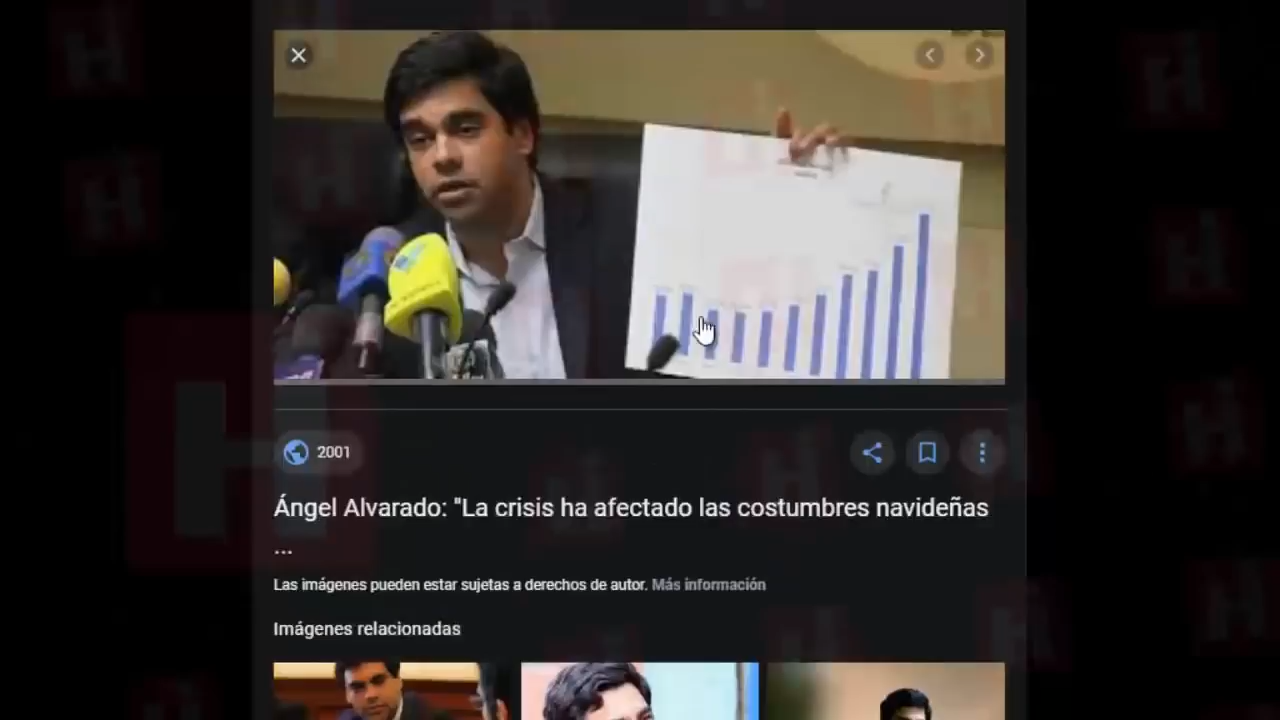 2001
Ángel Alvarado: "La crisis ha afectado las costumbres navideñas
...
Las imágenes pueden estar sujetas a derechos de autor. Más información
Imágenes relacionadas